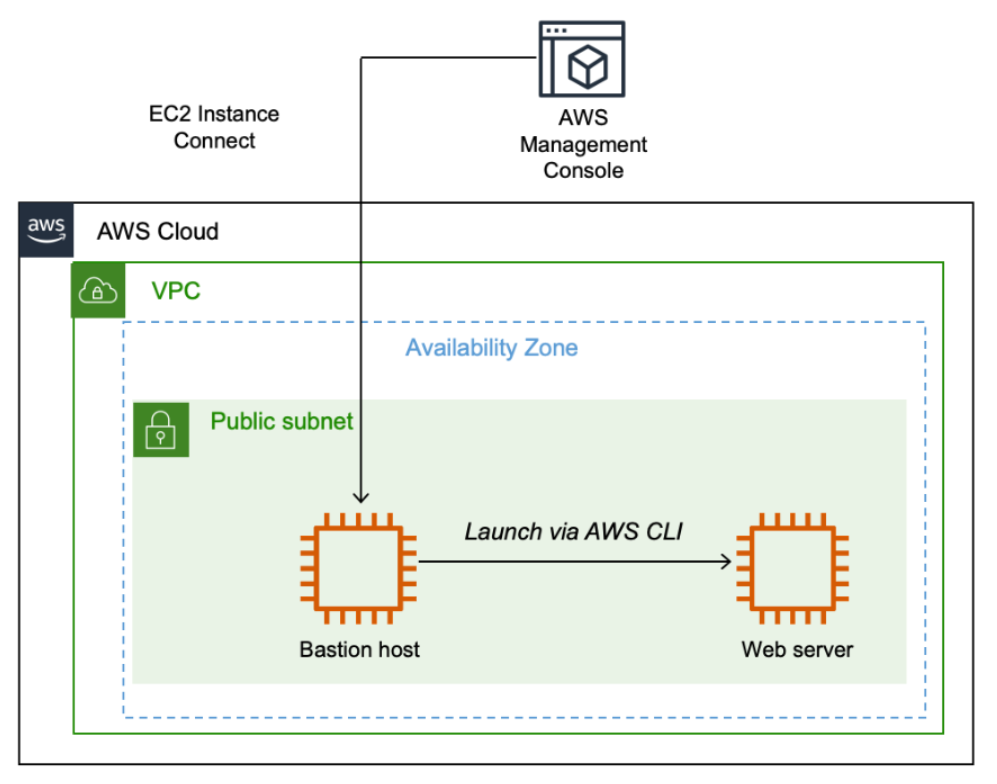 EC2 Instance
Connect
AWS
Management
Console
aws
AWS Cloud
VPC
Availability Zone
Public subnet
Launch via AWS CLI
Bastion host
Web server